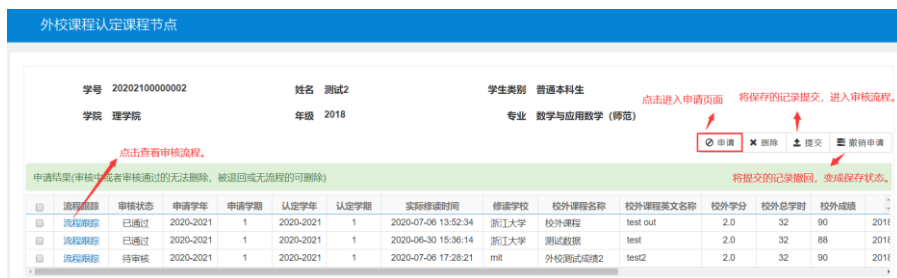 外校课程认定课程节点
学号 20202100000002 姓名 测试2 学生类别 普通本科生
点击进入申请页面 将保存的记录提交，进入审核流程。
学院 理学院 年级 2018 专业 数学与应用数学（师范）
申请 删除 提交 撤销申请
点击查看审核流程。
申请结果(审核中或者审核通过的无法删除，被退回或无流程的可删除) 将提交的记录撤回，变成保存状态。
流程跟踪 审核状态 申请学年 申请学期 认定学年 认定学期 实际修读时间 修读学校 校外课程名称 校外课程英文名称 校外学分 校外总学时 校外成绩
流程跟踪 已通过 2020-2021 1 2020-2021 1 2020-07-06 13:52:34 浙江大学 校外课程 test out 2.0 32 90 2018
流程跟踪 已通过 2020-2021 1 2020-2021 1 2020-06-30 15:36:14 浙江大学 测试数据 test 2.0 32 88 2018
流程跟踪 待审核 2020-2021 1 2020-2021 1 2020-07-06 17:28:21 mit 外校测试成绩2 test2 2.0 32 90 2018